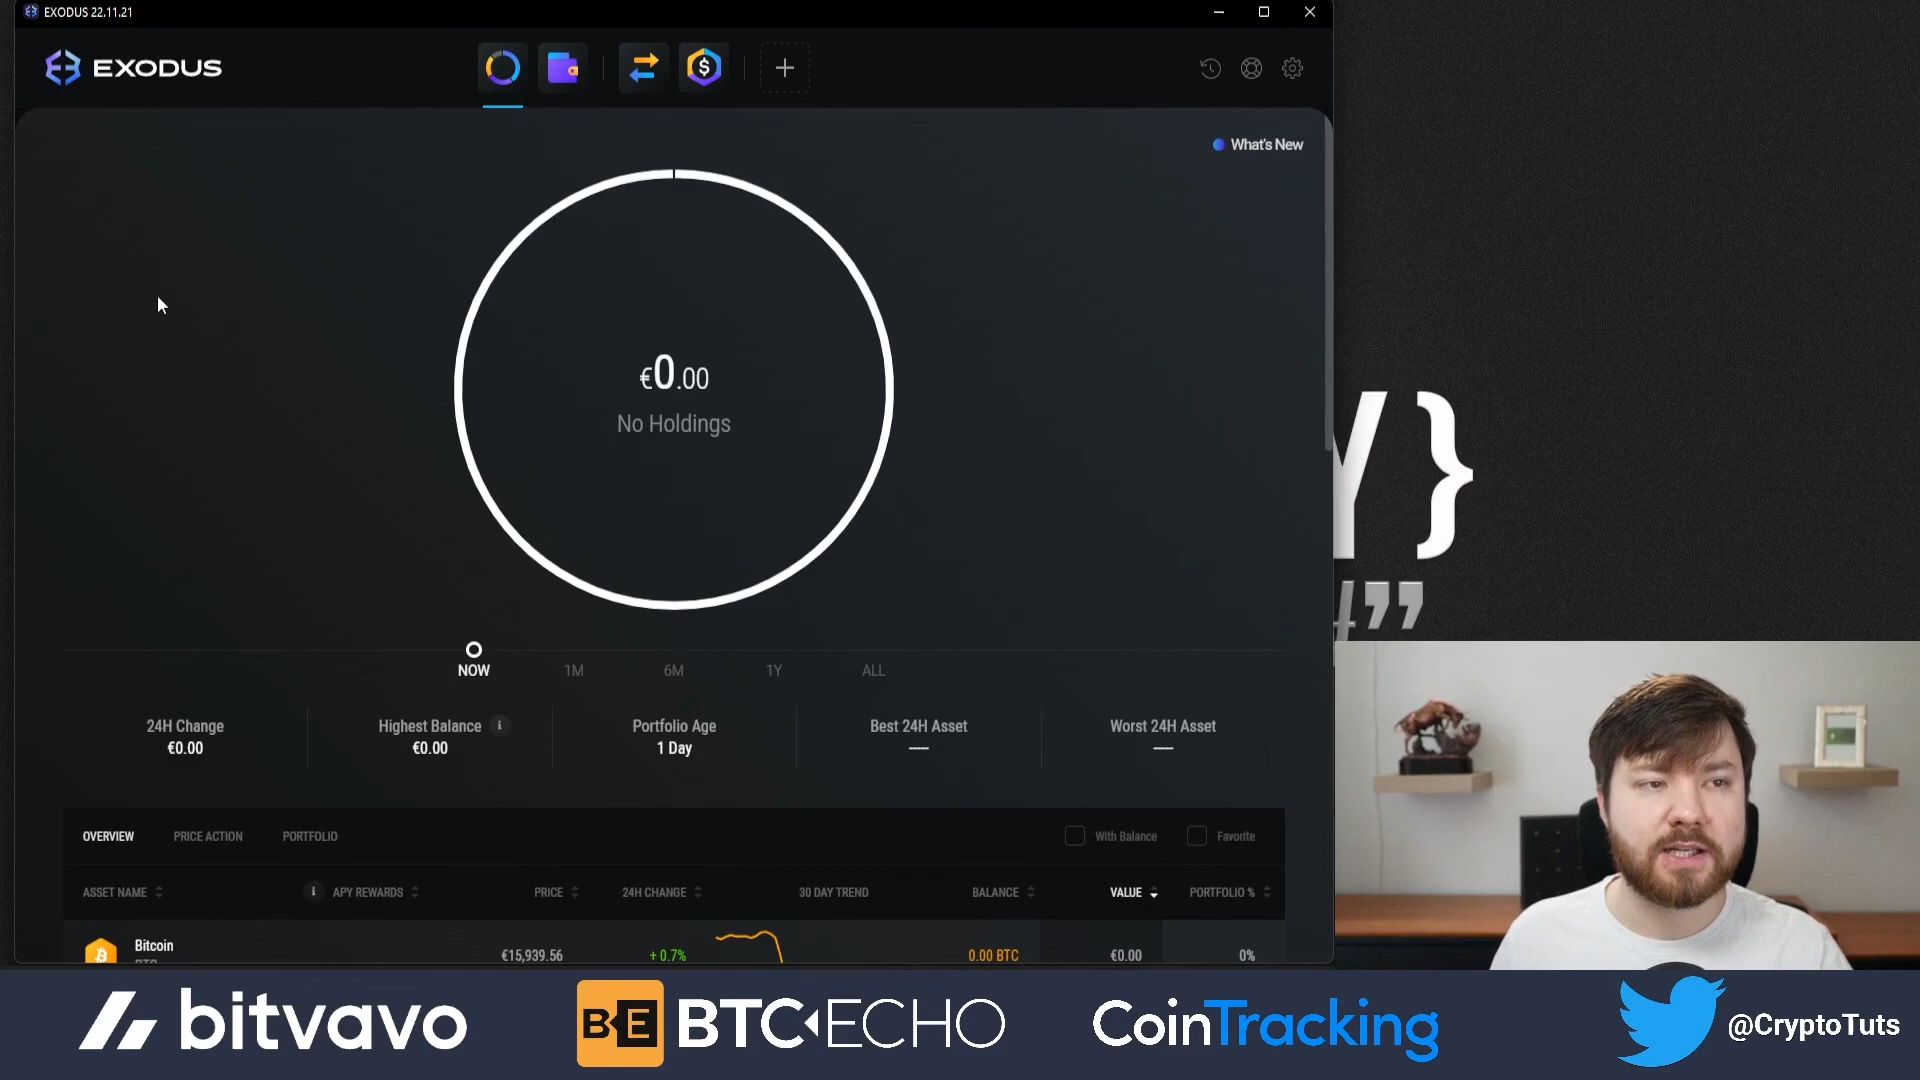 EXODUS 22.11.21
EXODUS
What's New
€0.00
No Holdings
Y}
#”
NOW 1M 6M 1Y ALL
24H Change Highest Balance i Portfolio Age Best 24H Asset Worst 24H Asset
€0.00 €0.00 1 Day -— -—
OVERVIEW PRICE ACTION PORTFOLIO With Balance Favorite
ASSET NAME i APY REWARDS PRICE 24H CHANGE 30 DAY TREND BALANCE VALUE PORTFOLIO %
Bitcoin
BTC
€15,939.56 + 0.7% 0.00 BTC €0.00 0%
bitvavo BE BTC ECHO CoinTracking @CryptoTuts